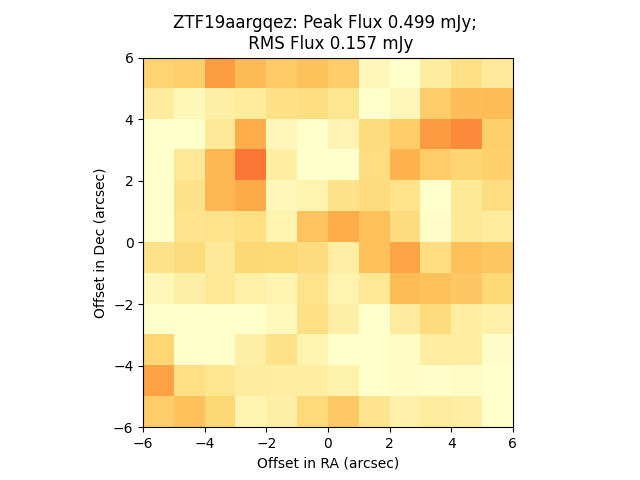 ZTF19aargqez: Peak Flux 0.499 mJy;
RMS Flux 0.157 mJy
6
4
2
0
−2
−4
−6
Offset in Dec (arcsec)
−6 −4 −2 0 2 4 6
Offset in RA (arcsec)